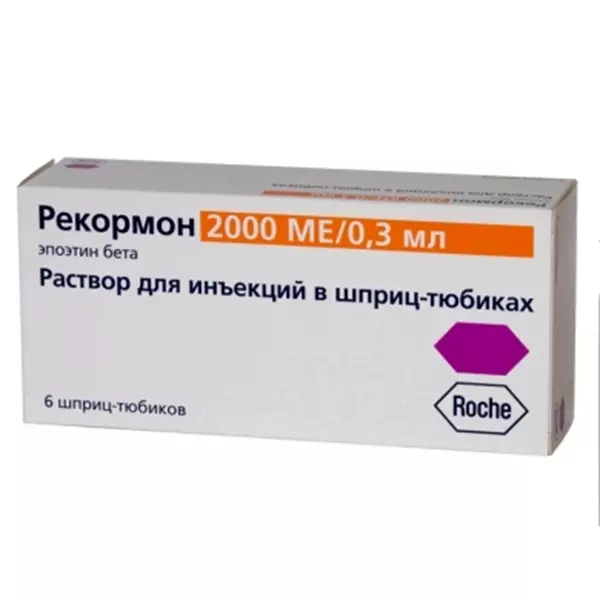 Рекормон 2000 МЕ/0,3 мл
эпоэтин бета
Раствор для инъекций в шприц-тюбиках
6 шприц-тюбиков
Roche